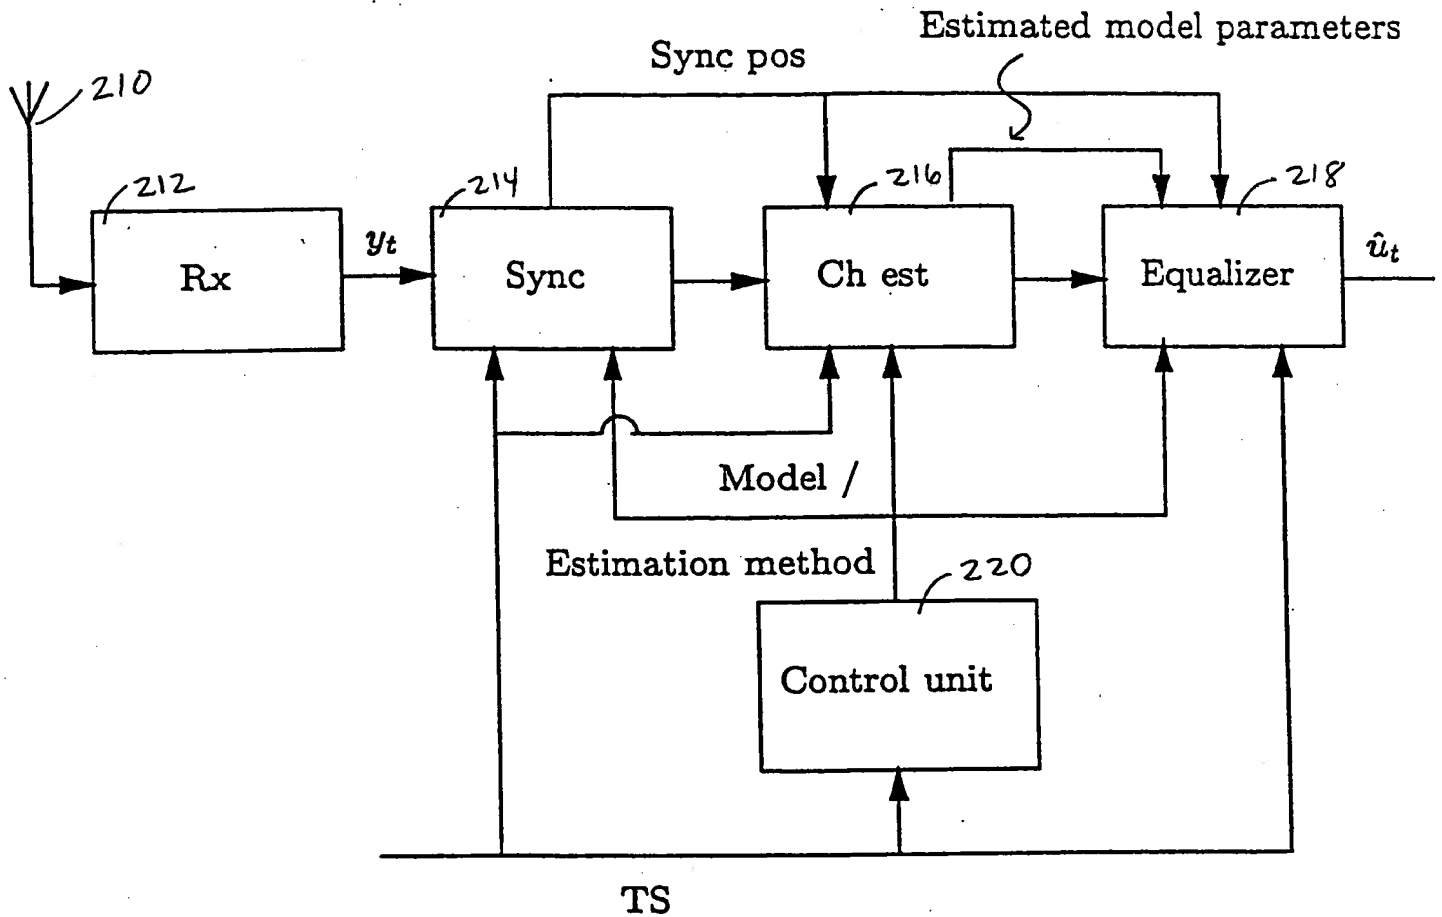 Estimated model parameters
Sync pos
210
212
214
216
218
Rx
y_t
Sync
Ch est
Equalizer
û_t
Model /
Estimation method
220
Control unit
TS